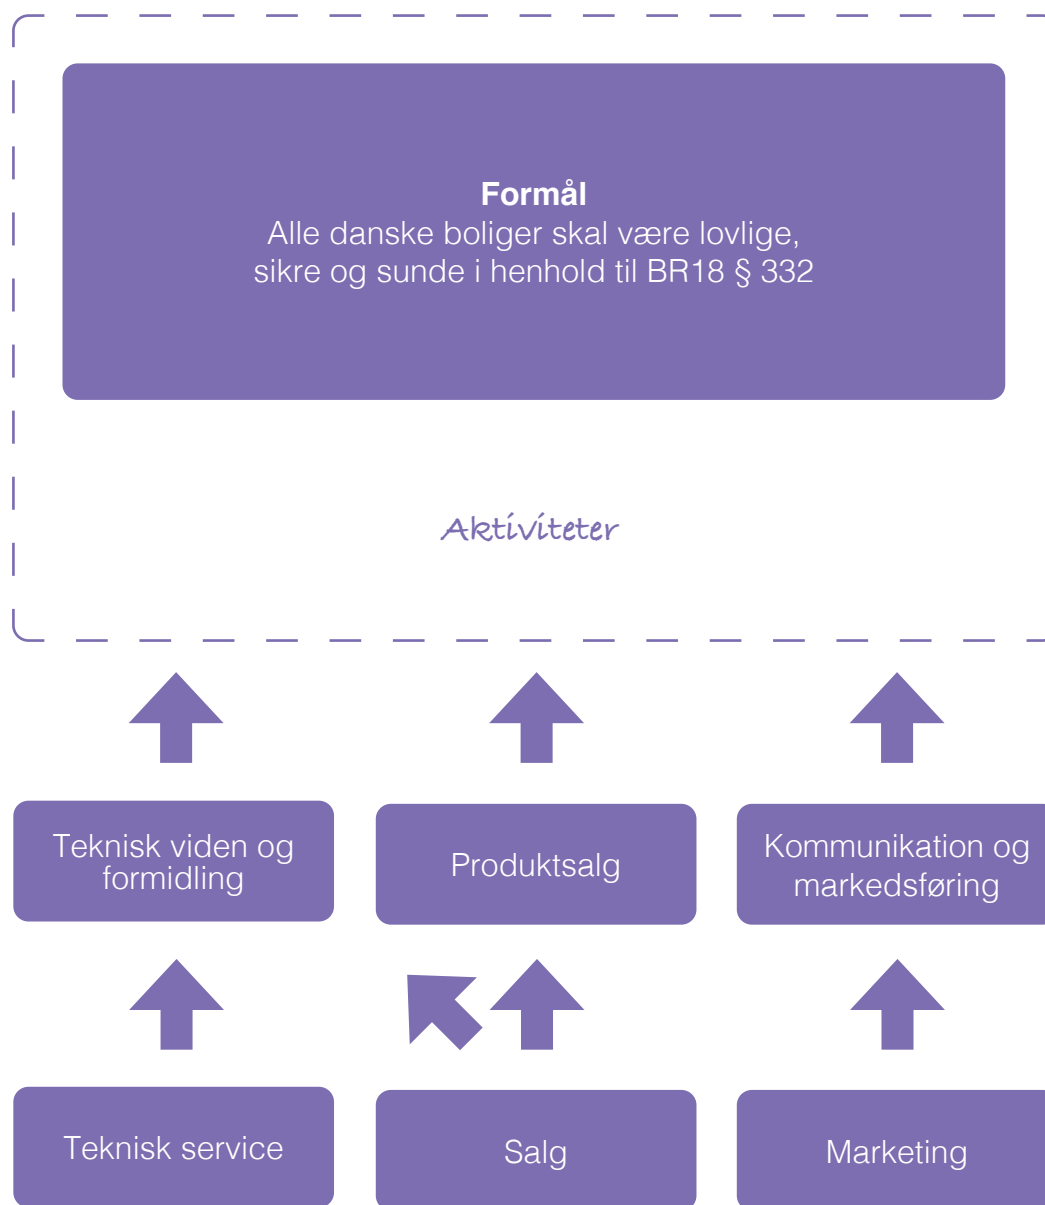 Formål
Alle danske boliger skal være lovlige,
sikre og sunde i henhold til BR18 § 332
Aktiviteter
Teknisk viden og
formidling
Produktsalg
Kommunikation og
markedsføring
Teknisk service
Salg
Marketing